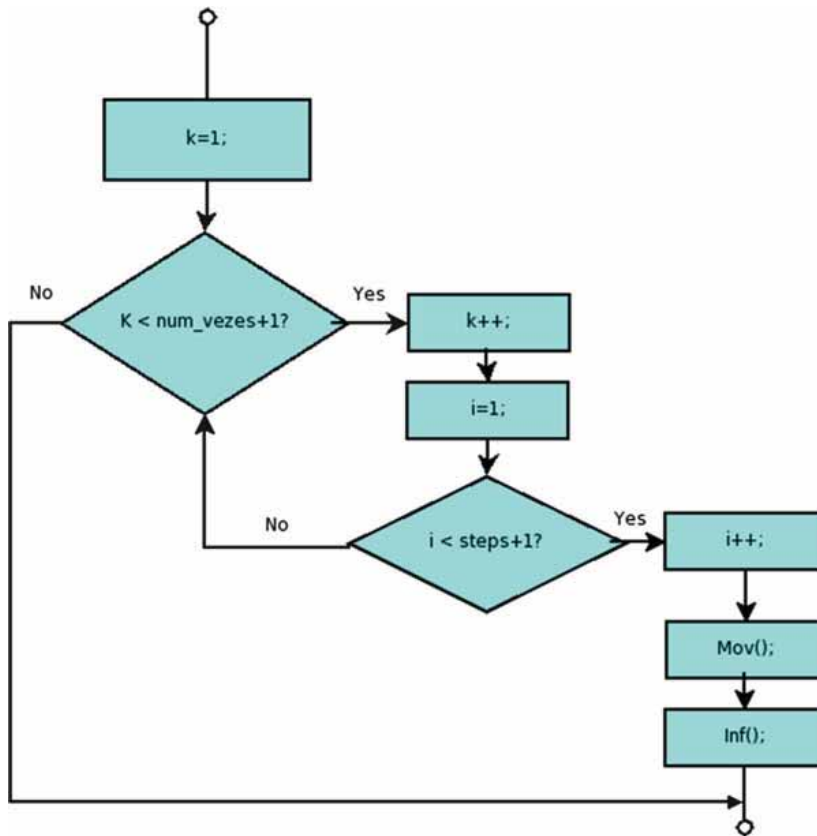 k=1;
No
K < num_vezes+1?
Yes
k++;
i=1;
No
i < steps+1?
Yes
i++;
Mov();
Inf();